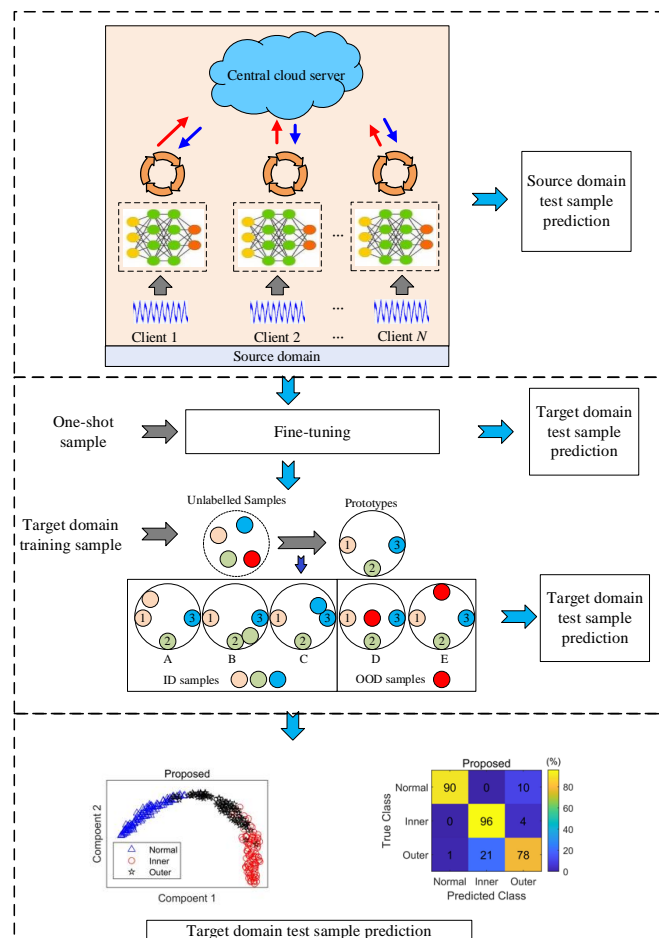 Central cloud server
...
Client 1
Client 2
...
Client N
Source domain
Source domain
test sample
prediction
One-shot
sample
Fine-tuning
Target domain
test sample
prediction
Unlabelled Samples
Prototypes
Target domain
training sample
1
3
2
1
3
2
A
1
3
2
B
1
3
2
C
1
3
2
D
1
3
2
E
ID samples
OOD samples
Target domain
test sample
prediction
Proposed
Compoent 2
Normal
Inner
Outer
Compoent 1
Proposed
(%)
True Class
Normal
90
0
10
Inner
0
96
4
Outer
1
21
78
80
60
40
20
0
Normal
Inner
Outer
Predicted Class
Target domain test sample prediction